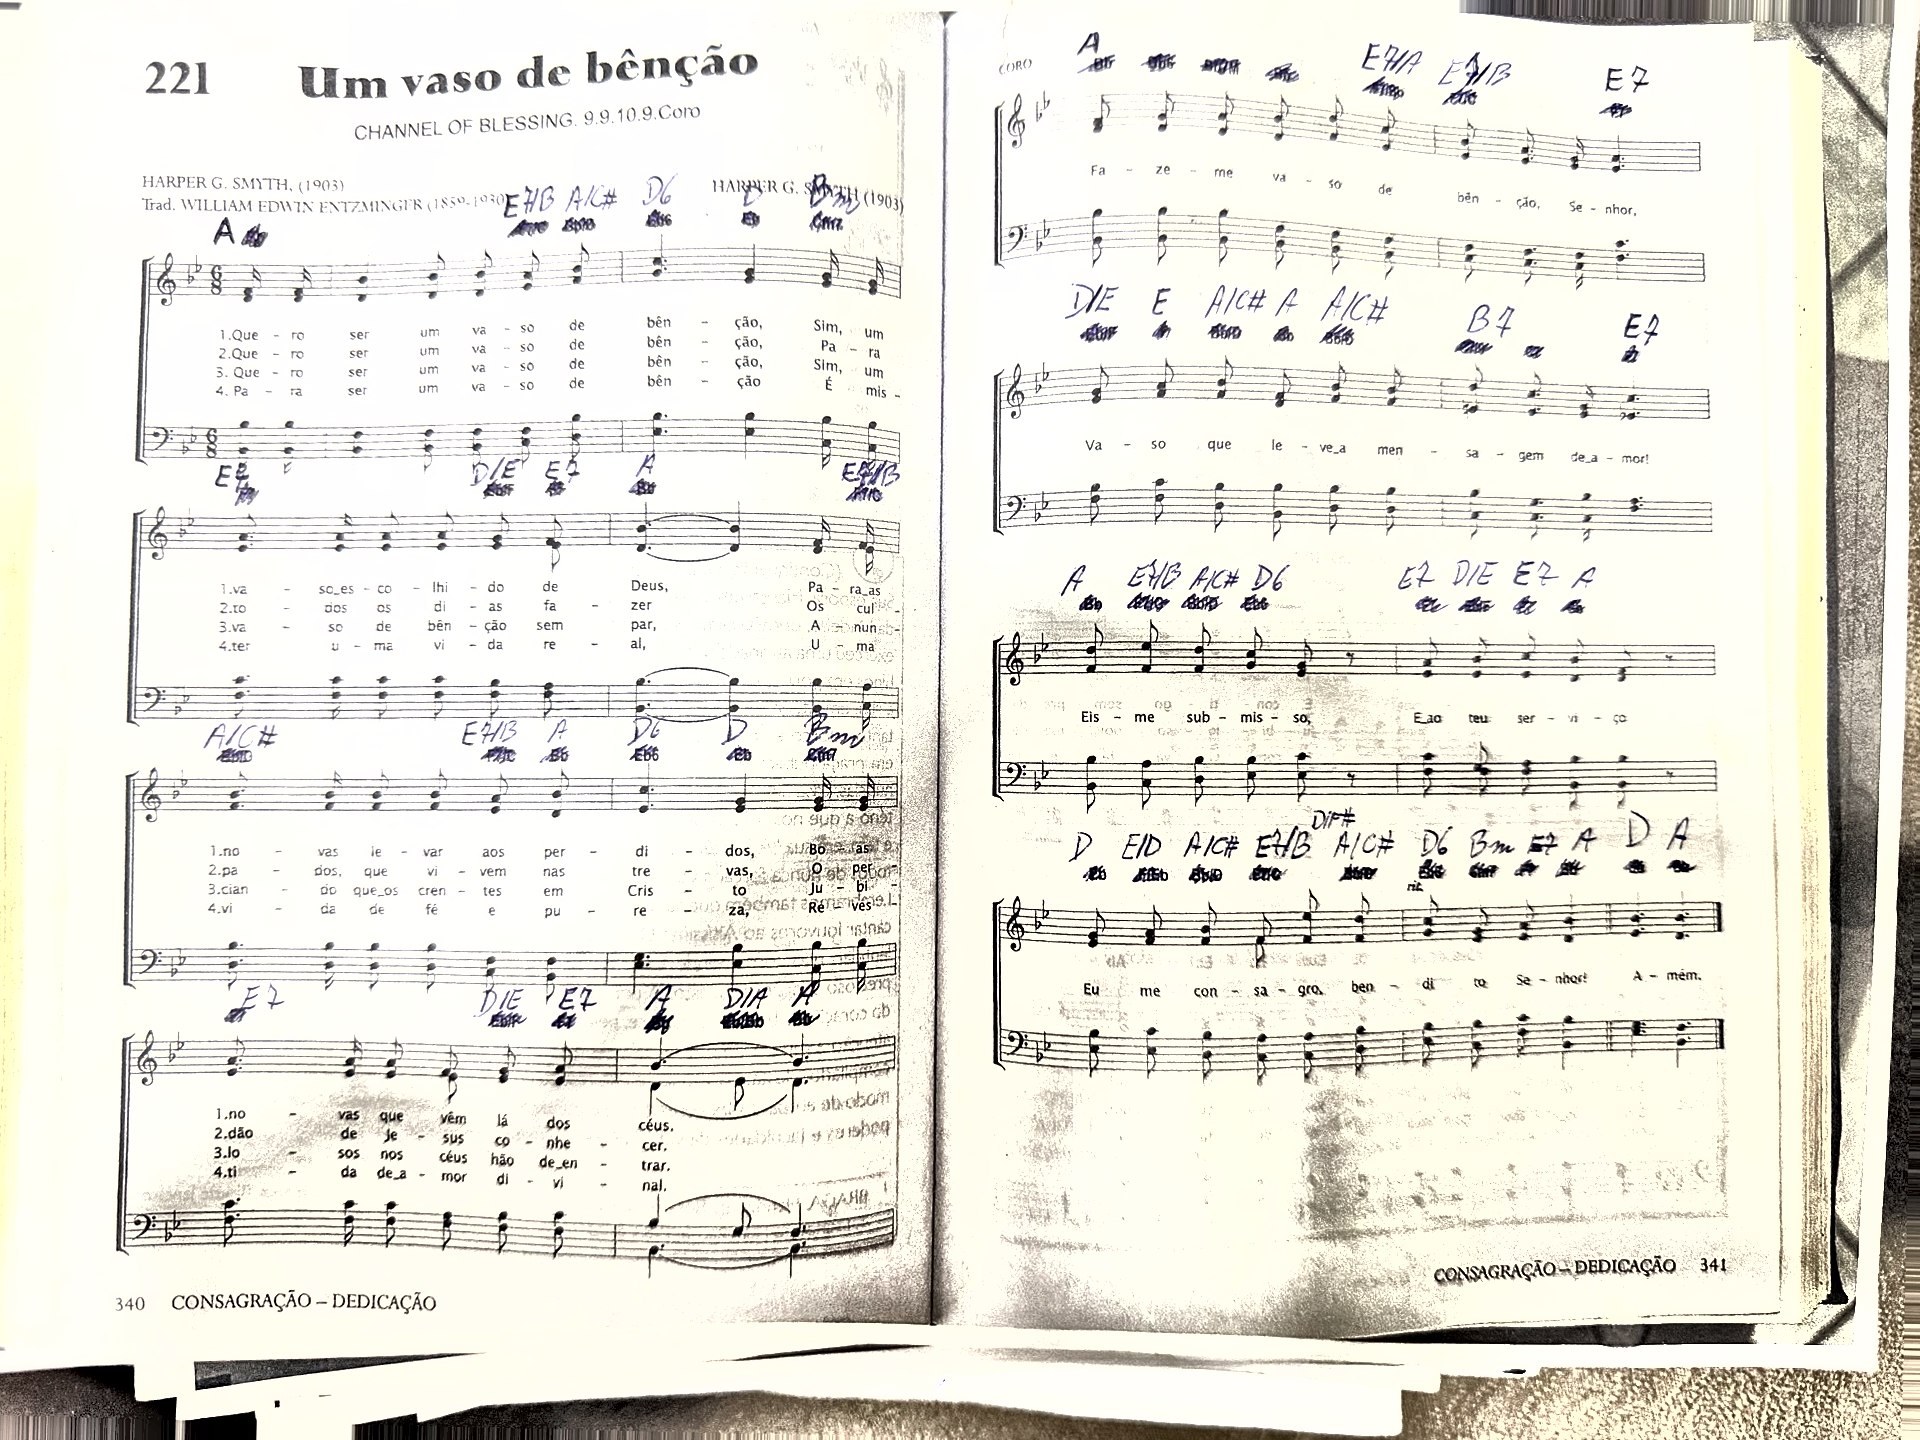 221 Um vaso de bênção
CHANNEL OF BLESSING. 9.9.10.9.Coro
HARPER G. SMYTH, (1903)
Trad. WILLIAM EDWIN ENTZMINGER (1859-1930)
HARPER G. SMYTH (1903)
A E7/B A/C# D6 D Bm
1.Que - ro ser um va - so de bên - ção, Sim, um
2.Que - ro ser um va - so de bên - ção, Pa - ra
3. Que - ro ser um va - so de bên - ção, Sim, um
4. Pa - ra ser um va - so de bên - ção É mis -
E7 D/E E7 A E7/B
1.va - so_es - co - lhi - do de Deus, Pa - ra_as
2.to - dos os di - as fa - zer Os cul -
3.va - so de bên - ção sem par, A nun -
4.ter u - ma vi - da re - al, U - ma
A/C# E7/B A D6 D Bm
1.no - vas le - var aos per - di - dos, Bo - as
2.pa - dos, que vi - vem nas tre - vas, O per -
3.cian - do que_os cren - tes em Cris - to Ju - bi -
4.vi - da de fé e pu - re - za, Re - ves -
E7 D/E E7 A D/A A
1.no - vas que vêm lá dos céus.
2.dão de Je - sus co - nhe - cer.
3.lo - sos nos céus hão de_en - trar.
4.ti - da de_a - mor di - vi - nal.
340 CONSAGRAÇÃO – DEDICAÇÃO
CORO
A E7/A E7/B E7
Fa - ze - me va - so de bên - ção, Se - nhor,
D/E E A/C# A A/C# B7 E7
Va - so que le - ve_a men - sa - gem de_a - mor!
A E7/B A/C# D6 E7 D/E E7 A
Eis - me sub - mis - so, E_ao teu ser - vi - ço
D/F#
D E/D A/C# E7/B A/C# D6 Bm E7 A D A
rit.
Eu me con - sa - gro, ben - di - to Se - nhor! A - mém.
CONSAGRAÇÃO – DEDICAÇÃO 341